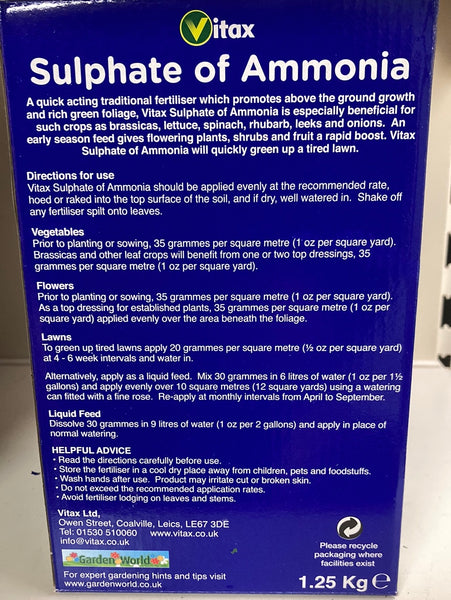 Vitax
Sulphate of Ammonia
A quick acting traditional fertiliser which promotes above the ground growth
and rich green foliage, Vitax Sulphate of Ammonia is especially beneficial for
such crops as brassicas, lettuce, spinach, rhubarb, leeks and onions. An
early season feed gives flowering plants, shrubs and fruit a rapid boost. Vitax
Sulphate of Ammonia will quickly green up a tired lawn.
Directions for use
Vitax Sulphate of Ammonia should be applied evenly at the recommended rate,
hoed or raked into the top surface of the soil, and if dry, well watered in. Shake off
any fertiliser spilt onto leaves.
Vegetables
Prior to planting or sowing, 35 grammes per square metre (1 oz per square yard).
Brassicas and other leaf crops will benefit from one or two top dressings, 35
grammes per square metre (1 oz per square yard).
Flowers
Prior to planting or sowing, 35 grammes per square metre (1 oz per square yard).
As a top dressing for established plants, 35 grammes per square metre (1 oz per
square yard) applied evenly over the area beneath the foliage.
Lawns
To green up tired lawns apply 20 grammes per square metre (½ oz per square yard)
at 4 - 6 week intervals and water in.
Alternatively, apply as a liquid feed. Mix 30 grammes in 6 litres of water (1 oz per 1½
gallons) and apply evenly over 10 square metres (12 square yards) using a watering
can fitted with a fine rose. Re-apply at monthly intervals from April to September.
Liquid Feed
Dissolve 30 grammes in 9 litres of water (1 oz per 2 gallons) and apply in place of
normal watering.
HELPFUL ADVICE
• Read the directions carefully before use.
• Store the fertiliser in a cool dry place away from children, pets and foodstuffs.
• Wash hands after use. Product may irritate cut or broken skin.
• Do not exceed the recommended application rates.
• Avoid fertiliser lodging on leaves and stems.
Vitax Ltd,
Owen Street, Coalville, Leics, LE67 3DE
Tel: 01530 510060 www.vitax.co.uk
info@vitax.co.uk
Garden World
For expert gardening hints and tips visit
www.gardenworld.co.uk
Please recycle
packaging where
facilities exist
1.25 Kg ℮